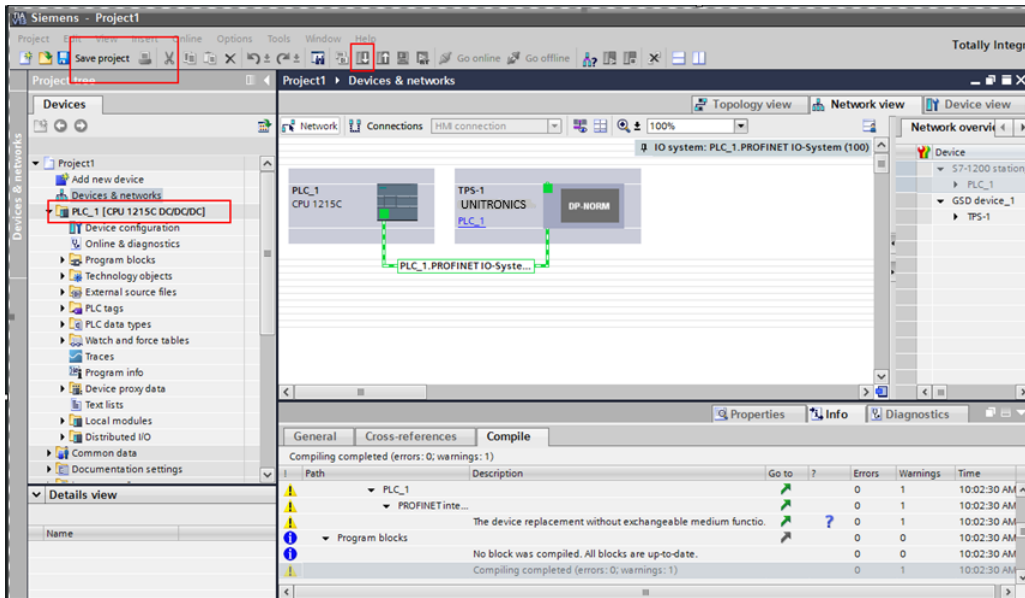 Siemens - Project1
Project Edit View Insert Online Options Tools Window Help
Save project
Go online
Go offline
Totally Integr
Project tree
Project1 ▸ Devices & networks
Devices
Topology view
Network view
Device view
Network
Connections
HMI connection
100%
Network overvie
IO system: PLC_1.PROFINET IO-System (100)
Devices & networks
Project1
Add new device
Devices & networks
PLC_1 [CPU 1215C DC/DC/DC]
Device configuration
Online & diagnostics
Program blocks
Technology objects
External source files
PLC tags
PLC data types
Watch and force tables
Traces
Program info
Device proxy data
Text lists
Local modules
Distributed I/O
Common data
Documentation settings
Details view
Name
PLC_1
CPU 1215C
TPS-1
UNITRONICS
PLC_1
DP-NORM
PLC_1.PROFINET IO-Syste...
Device
S7-1200 station
PLC_1
GSD device_1
TPS-1
Properties
Info
Diagnostics
General
Cross-references
Compile
Compiling completed (errors: 0; warnings: 1)
! Path Description Go to ? Errors Warnings Time
PLC_1 0 1 10:02:30 AM
PROFINET inte... 0 1 10:02:30 AM
The device replacement without exchangeable medium functio. ? 0 1 10:02:30 AM
Program blocks 0 0 10:02:30 AM
No block was compiled. All blocks are up-to-date. 0 0 10:02:30 AM
Compiling completed (errors: 0; warnings: 1) 0 1 10:02:30 AM